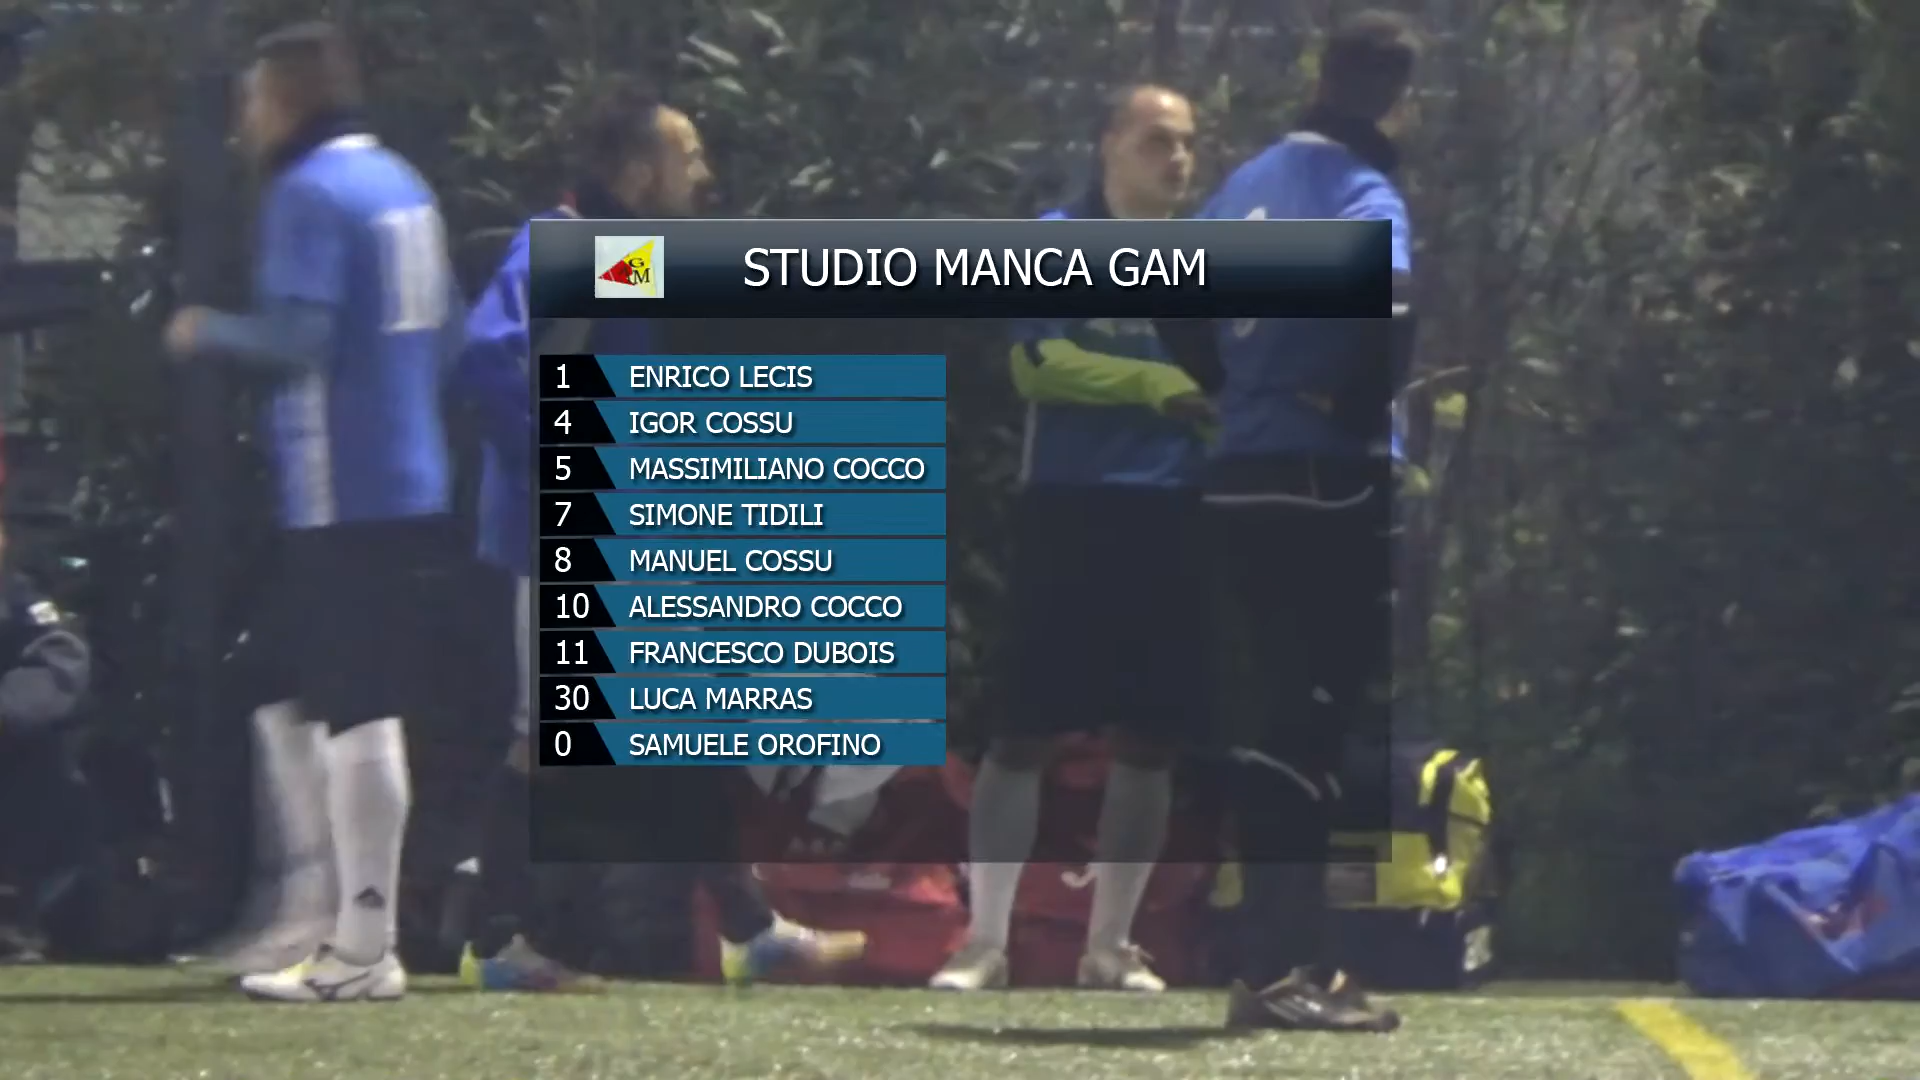 GAM
STUDIO MANCA GAM
1 ENRICO LECIS
4 IGOR COSSU
5 MASSIMILIANO COCCO
7 SIMONE TIDILI
8 MANUEL COSSU
10 ALESSANDRO COCCO
11 FRANCESCO DUBOIS
30 LUCA MARRAS
0 SAMUELE OROFINO